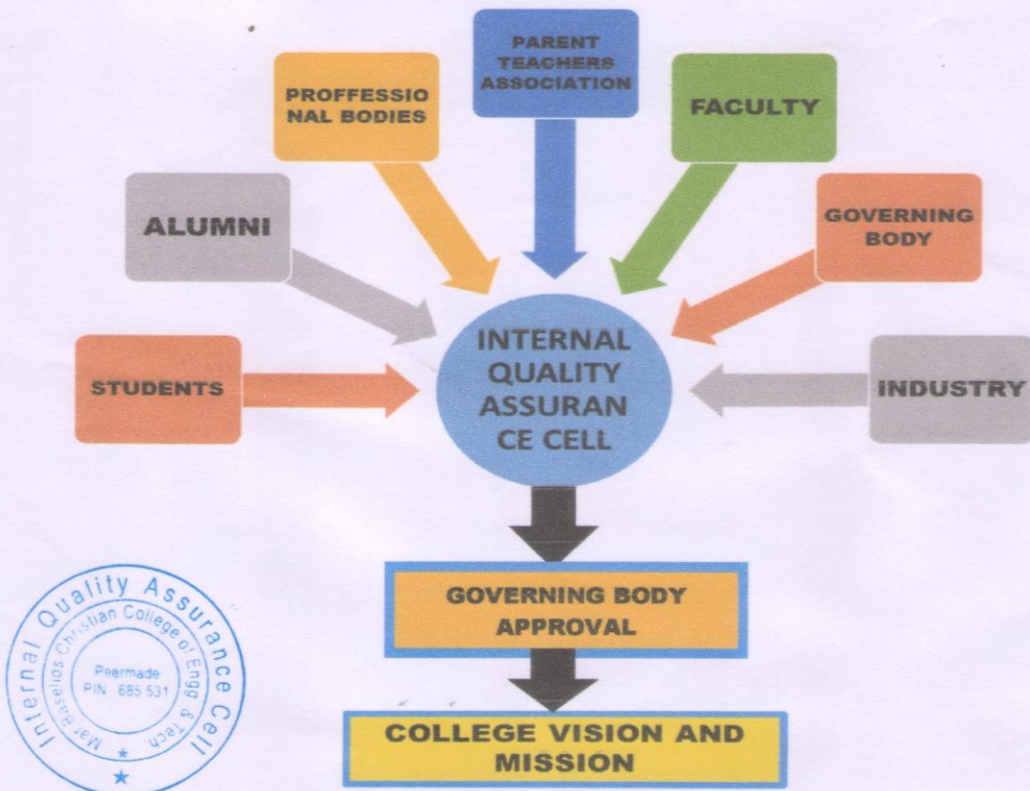 PARENT
TEACHERS
ASSOCIATION
PROFFESSIO
NAL BODIES
FACULTY
ALUMNI
GOVERNING
BODY
STUDENTS
INTERNAL
QUALITY
ASSURAN
CE CELL
INDUSTRY
GOVERNING BODY
APPROVAL
COLLEGE VISION AND
MISSION
Internal Quality Assurance Cell
Mar Baselios Christian College of Engg & Tech.
Peermade
PIN 685 531